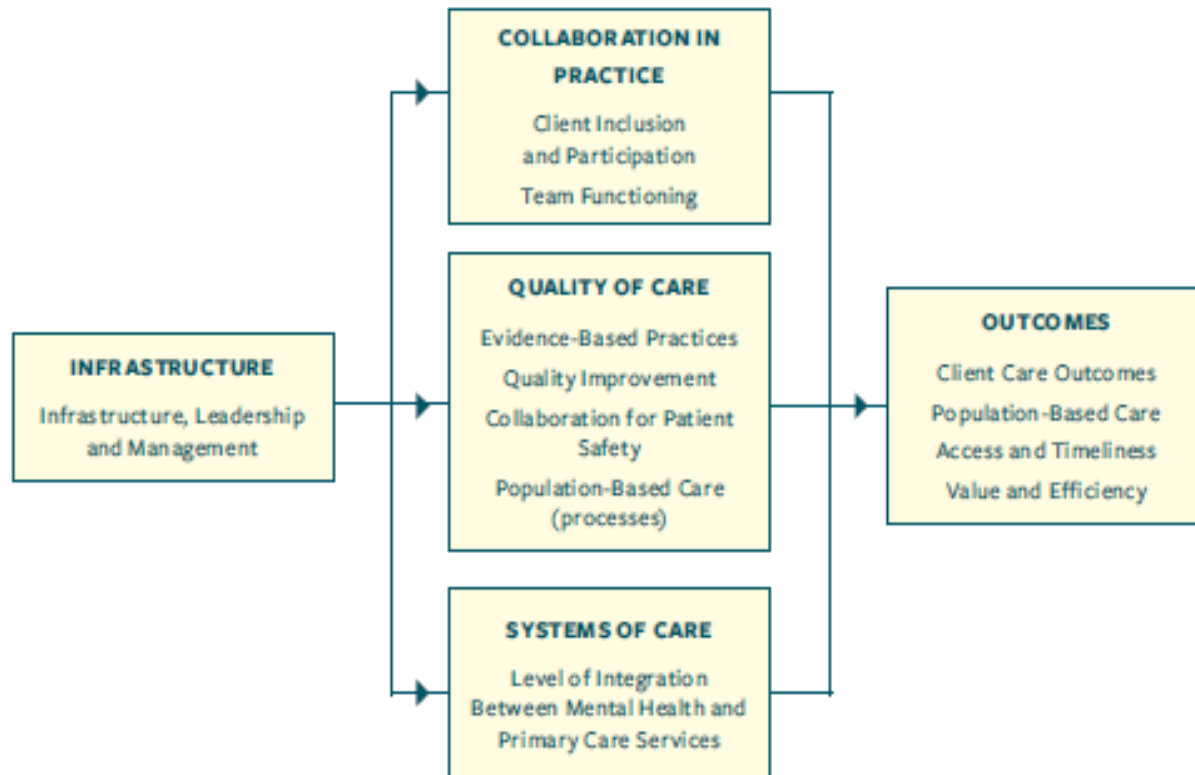 COLLABORATION IN
PRACTICE
Client Inclusion
and Participation
Team Functioning
QUALITY OF CARE
Evidence-Based Practices
Quality Improvement
Collaboration for Patient
Safety
Population-Based Care
(processes)
SYSTEMS OF CARE
Level of Integration
Between Mental Health and
Primary Care Services
INFRASTRUCTURE
Infrastructure, Leadership
and Management
OUTCOMES
Client Care Outcomes
Population-Based Care
Access and Timeliness
Value and Efficiency